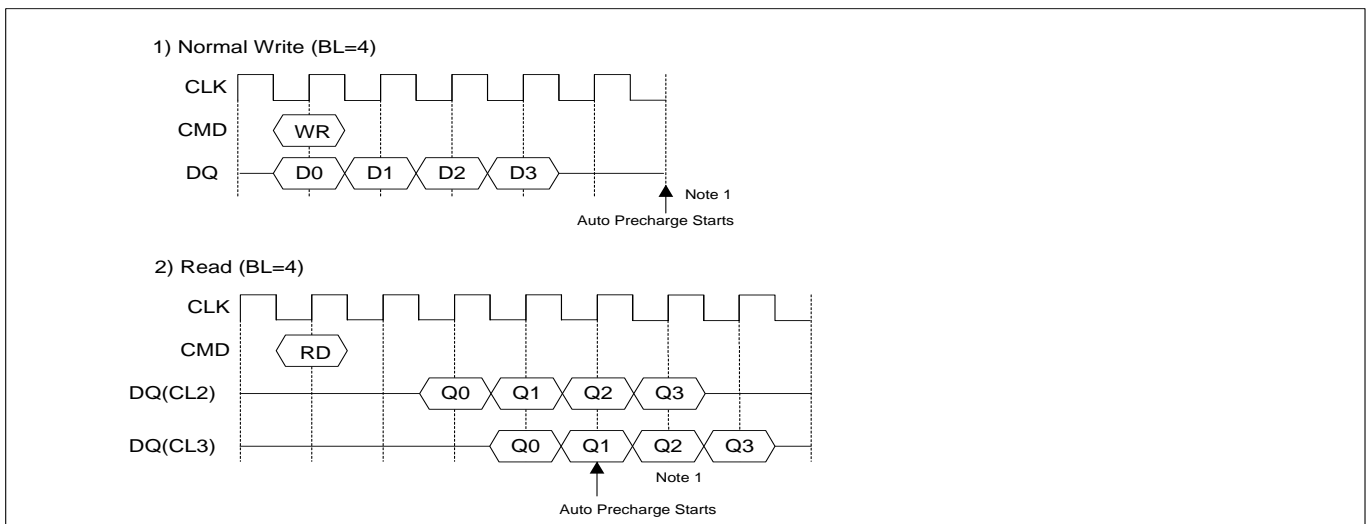 1) Normal Write (BL=4)
CLK
CMD WR
DQ D0 D1 D2 D3
Note 1
Auto Precharge Starts
2) Read (BL=4)
CLK
CMD RD
DQ(CL2) Q0 Q1 Q2 Q3
DQ(CL3) Q0 Q1 Q2 Q3
Note 1
Auto Precharge Starts